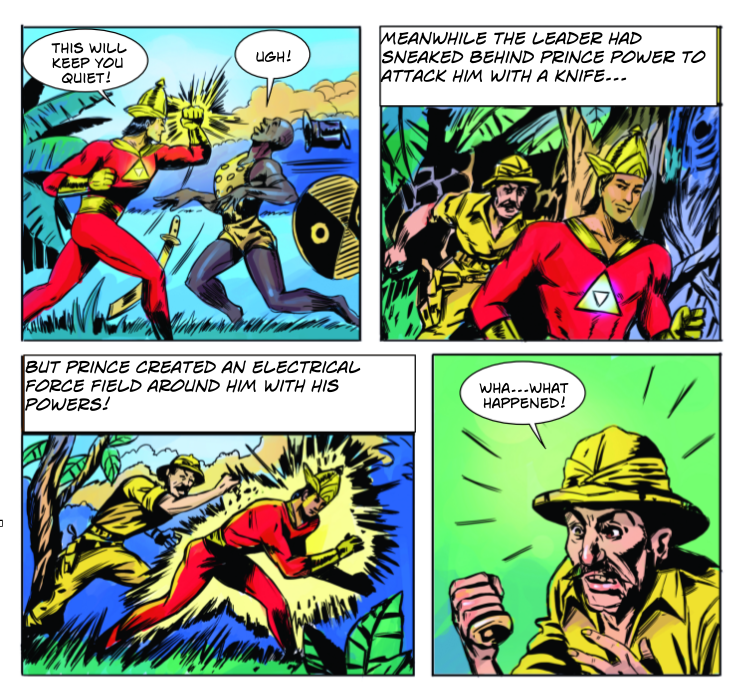 THIS WILL
KEEP YOU
QUIET!
UGH!
MEANWHILE THE LEADER HAD
SNEAKED BEHIND PRINCE POWER TO
ATTACK HIM WITH A KNIFE...
BUT PRINCE CREATED AN ELECTRICAL
FORCE FIELD AROUND HIM WITH HIS
POWERS!
WHA...WHAT
HAPPENED!